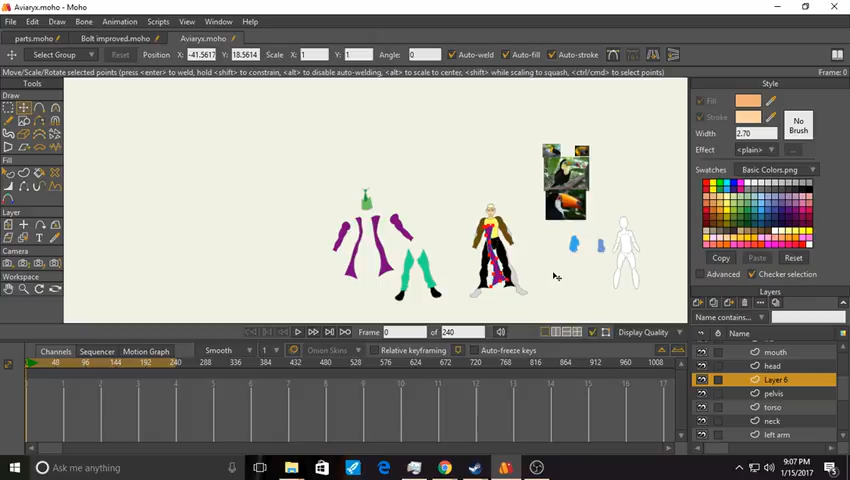 Aviaryx.moho - Moho
File Edit Draw Bone Animation Scripts View Window Help
parts.moho Bolt improved.moho Aviaryx.moho
Select Group Position X -41.5617 Y 18.5614 Scale X 1 Y 1 Angle: 0 Auto-weld Auto-fill Auto-stroke
Move/Scale/Rotate selected points (press <enter> to weld, hold <shift> to constrain, <alt> to disable auto-welding, <alt> to scale to center, <shift> while scaling to squash, <ctrl/cmd> to select points) Frame: 0
Tools
Draw
Fill
Layer
Camera
Workspace
Style
Fill
Stroke
No Brush
Width 2.70
Effect <plain> ...
Swatches Basic Colors.png
Copy Paste Reset
Advanced Checker selection
Layers
Name contains...
Name
mouth
head
Layer 6
pelvis
torso
neck
left arm
Frame 0 of 240 Display Quality
Channels Sequencer Motion Graph Smooth 1 Onion Skins Relative keyframing Auto-freeze keys
0 48 96 144 192 240 288 336 384 432 480 528 576 624 672 720 768 816 864 912 960 1008
1 2 3 4 5 6 7 8 9 10 11 12 13 14 15 16 17
Ask me anything
9:07 PM
1/15/2017